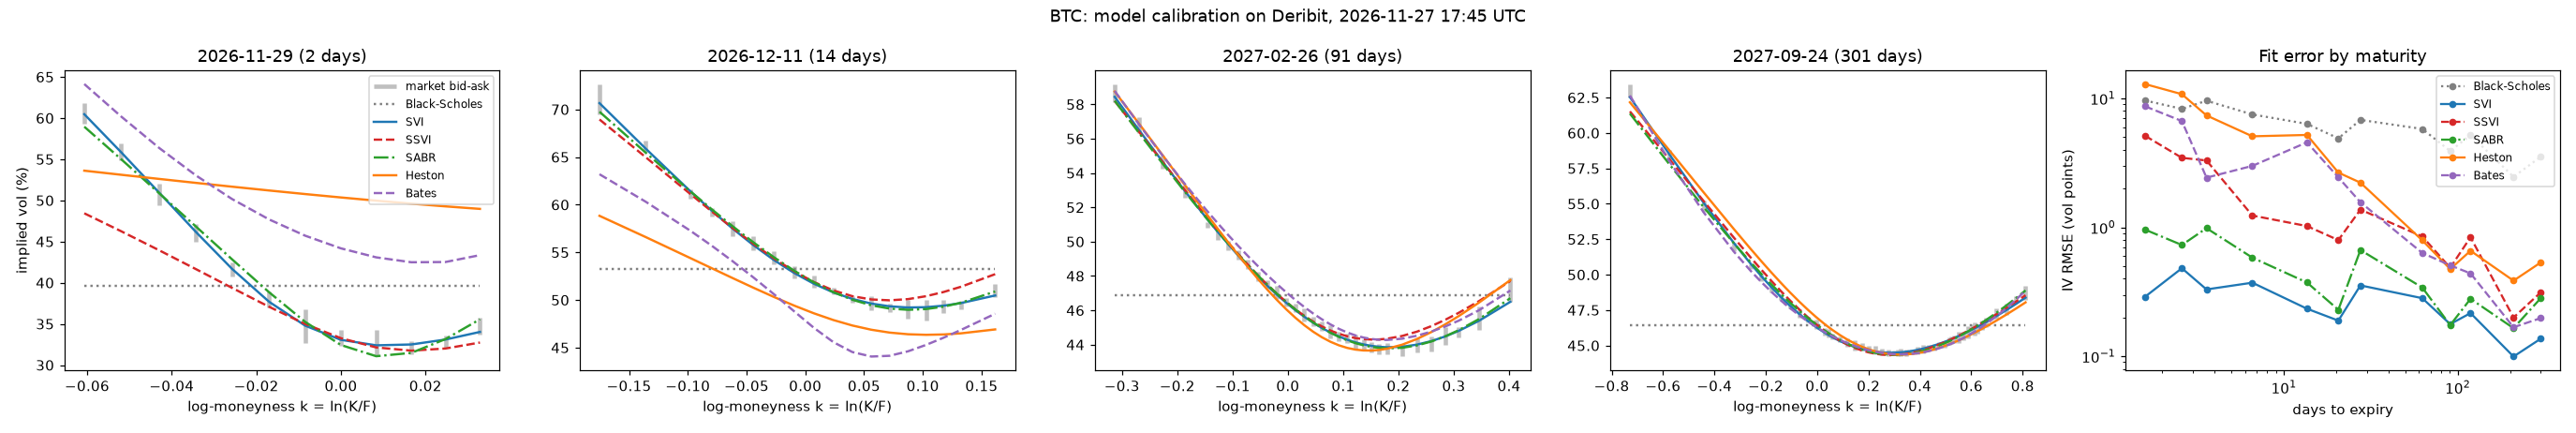 BTC: model calibration on Deribit, 2026-11-27 17:45 UTC
2026-11-29 (2 days)
65
60
55
50
45
40
35
30
implied vol (%)
−0.06
−0.04
−0.02
0.00
0.02
log-moneyness k = ln(K/F)
market bid-ask
Black-Scholes
SVI
SSVI
SABR
Heston
Bates
2026-12-11 (14 days)
70
65
60
55
50
45
−0.15
−0.10
−0.05
0.00
0.05
0.10
0.15
log-moneyness k = ln(K/F)
2027-02-26 (91 days)
58
56
54
52
50
48
46
44
−0.3
−0.2
−0.1
0.0
0.1
0.2
0.3
0.4
log-moneyness k = ln(K/F)
2027-09-24 (301 days)
62.5
60.0
57.5
55.0
52.5
50.0
47.5
45.0
−0.8
−0.6
−0.4
−0.2
0.0
0.2
0.4
0.6
0.8
log-moneyness k = ln(K/F)
Fit error by maturity
10¹
10⁰
10⁻¹
IV RMSE (vol points)
10¹
10²
days to expiry
Black-Scholes
SVI
SSVI
SABR
Heston
Bates